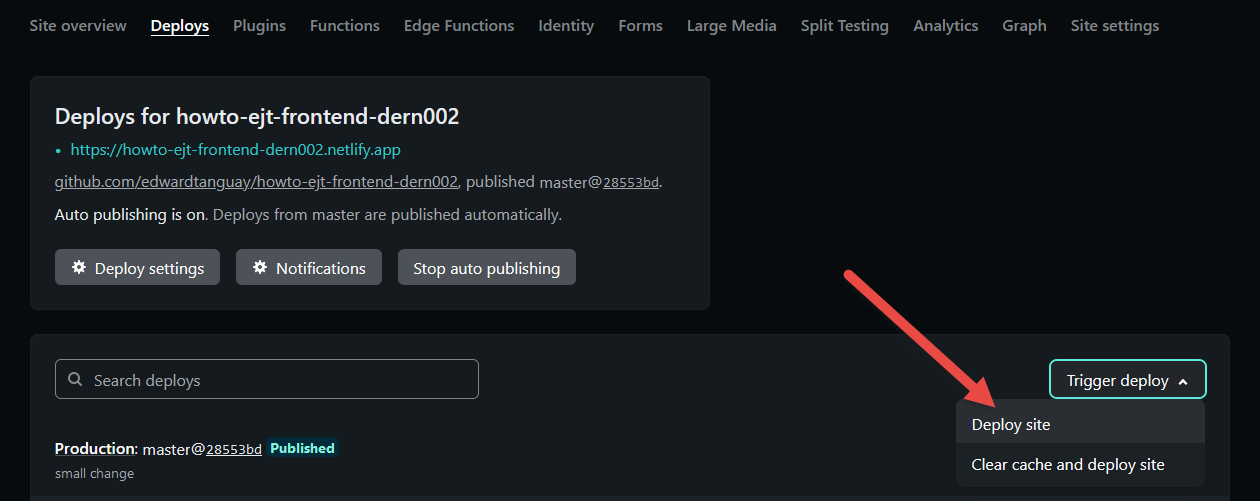 Site overview Deploys Plugins Functions Edge Functions Identity Forms Large Media Split Testing Analytics Graph Site settings
Deploys for howto-ejt-frontend-dern002
• https://howto-ejt-frontend-dern002.netlify.app
github.com/edwardtanguay/howto-ejt-frontend-dern002, published master@28553bd.
Auto publishing is on. Deploys from master are published automatically.
Deploy settings Notifications Stop auto publishing
Search deploys Trigger deploy
Deploy site
Production: master@28553bd Published
Clear cache and deploy site
small change